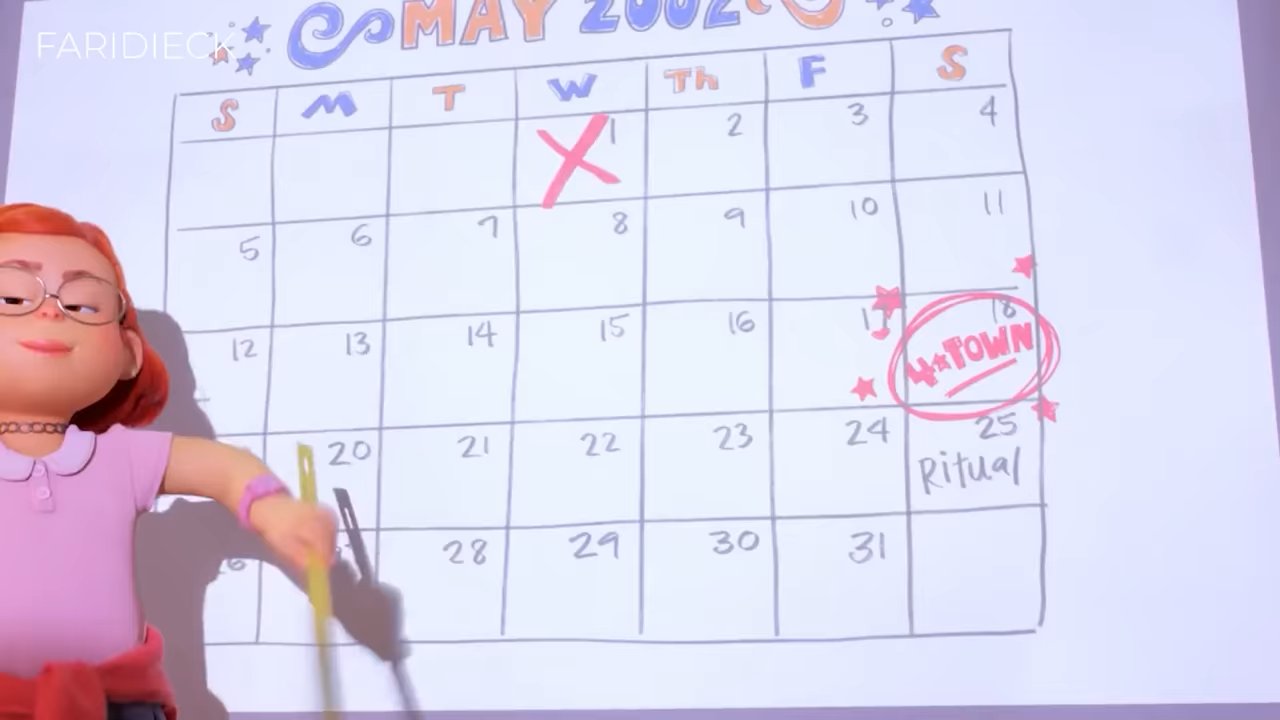 FARIDIECK
MAY 2002
S M T W Th F S
1 2 3 4
5 6 7 8 9 10 11
12 13 14 15 16 17 18
4★TOWN
20 21 22 23 24 25
Ritual
28 29 30 31